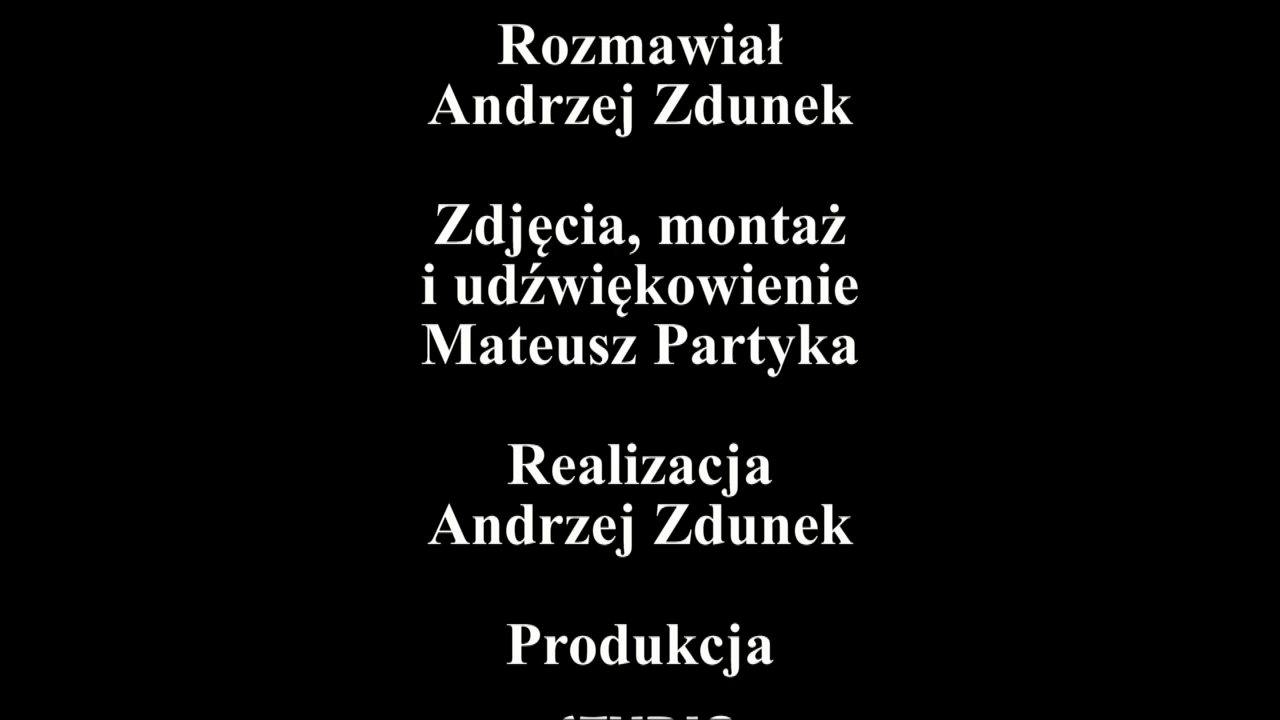 Rozmawiał
Andrzej Zdunek
Zdjęcia, montaż
i udźwiękowienie
Mateusz Partyka
Realizacja
Andrzej Zdunek
Produkcja